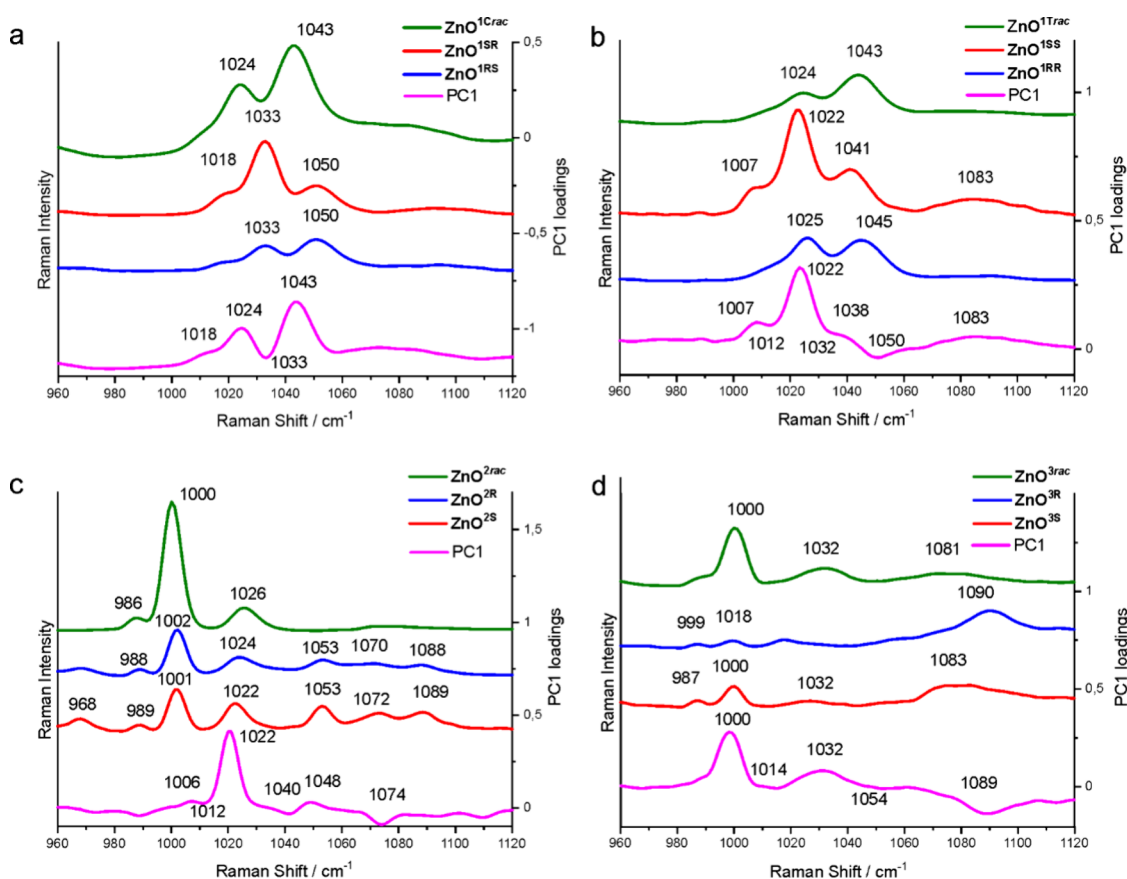 a
ZnO1Crac
ZnO1SR
ZnO1RS
PC1
1043
1024
1033
1018
1050
1033
1050
1043
1024
1018
1033
0,5
0
-0,5
-1
Raman Intensity
PC1 loadings
960 980 1000 1020 1040 1060 1080 1100 1120
Raman Shift / cm-1
b
ZnO1Trac
ZnO1SS
ZnO1RR
PC1
1043
1024
1022
1007
1041
1083
1025
1045
1022
1007
1038
1083
1012
1032
1050
1
0,5
0
Raman Intensity
PC1 loadings
960 980 1000 1020 1040 1060 1080 1100 1120
Raman Shift / cm-1
c
ZnO2rac
ZnO2R
ZnO2S
PC1
1000
986
1026
1002
988
1024
1053
1070
1088
1001
968
989
1022
1053
1072
1089
1022
1006
1012
1040
1048
1074
1,5
1
0,5
0
Raman Intensity
PC1 loadings
960 980 1000 1020 1040 1060 1080 1100 1120
Raman Shift / cm-1
d
ZnO3rac
ZnO3R
ZnO3S
PC1
1000
1032
1081
1090
999
1018
1083
987
1000
1032
1000
1032
1014
1054
1089
1
0,5
0
Raman Intensity
PC1 loadings
960 980 1000 1020 1040 1060 1080 1100 1120
Raman Shift / cm-1